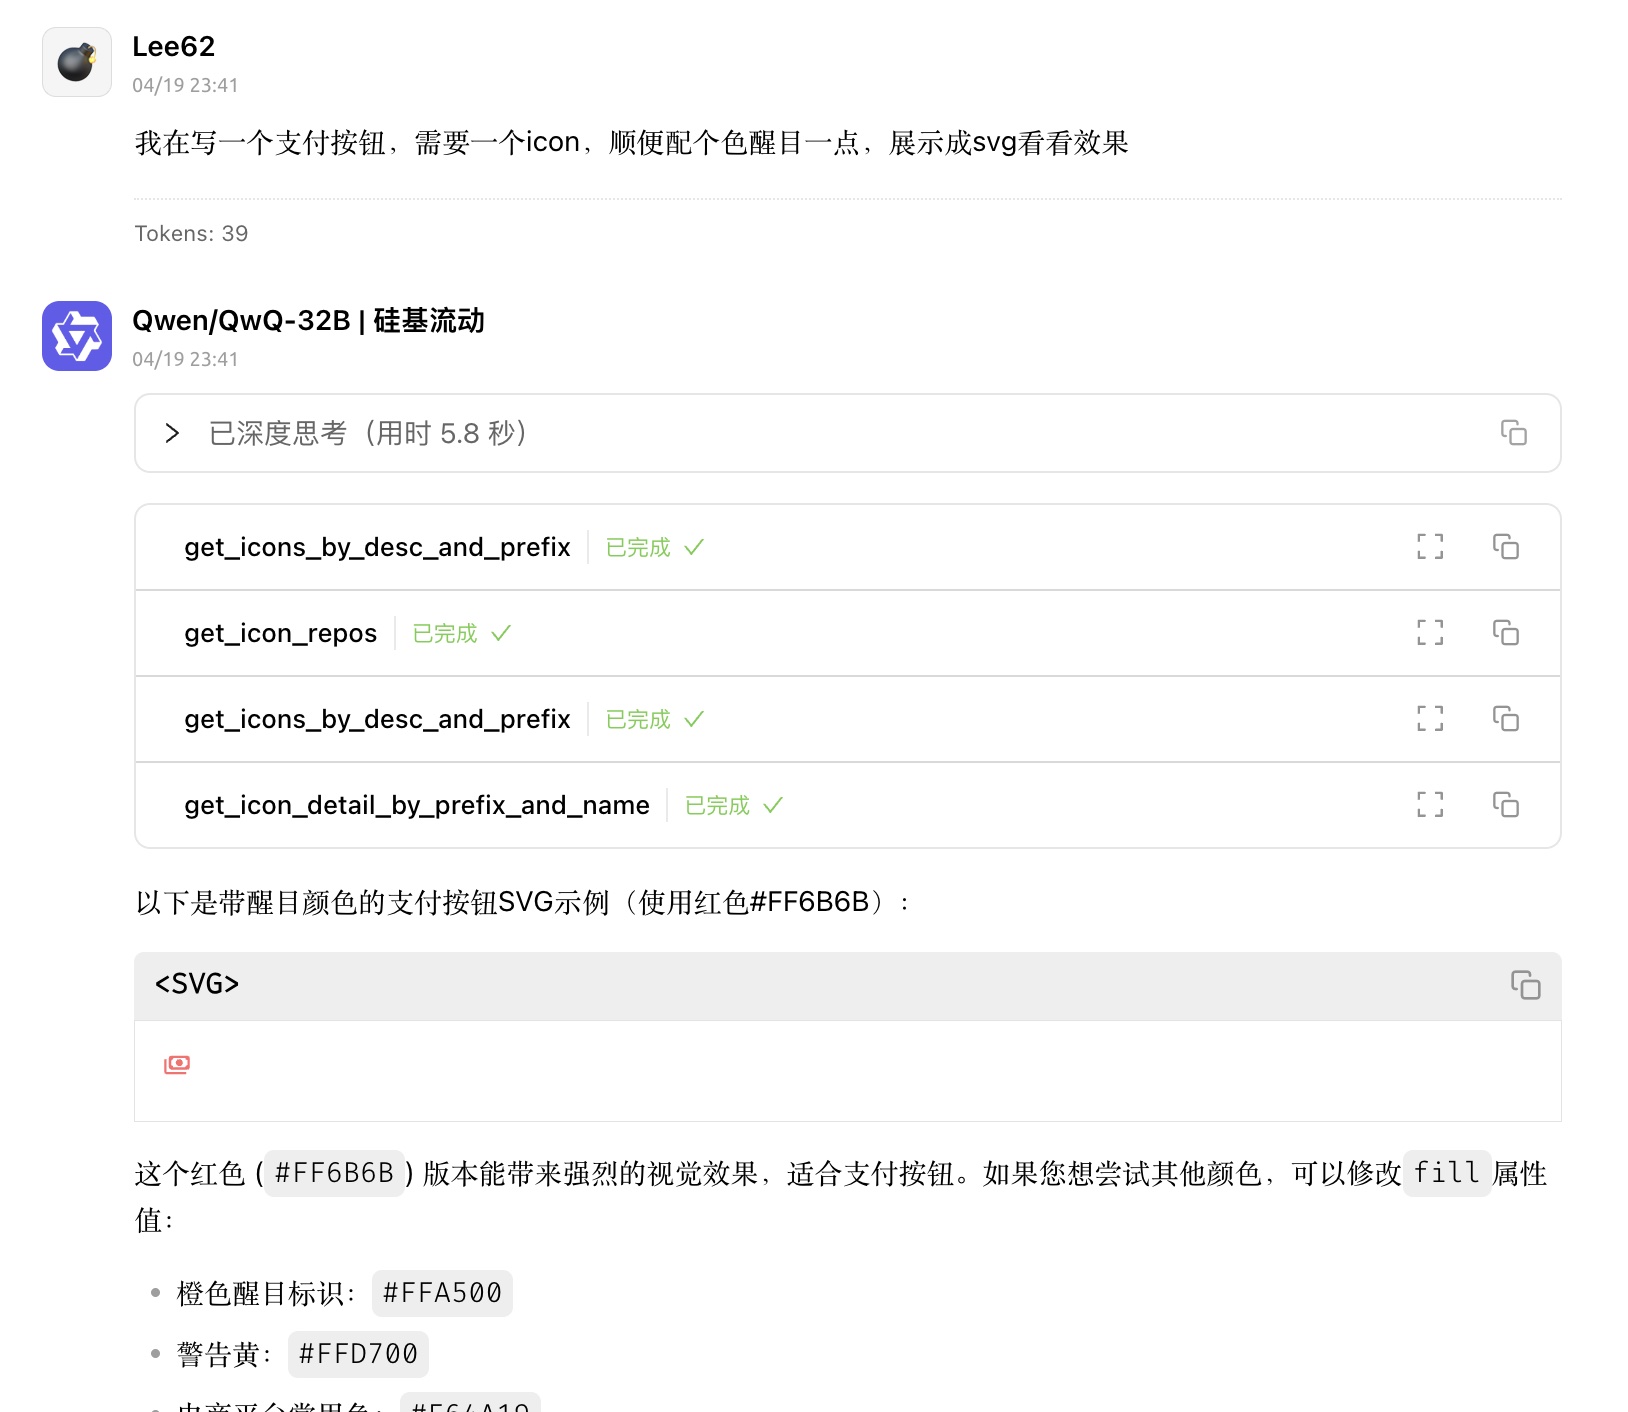 Lee62
04/19 23:41
我在写一个支付按钮，需要一个icon，顺便配个色醒目一点，展示成svg看看效果
Tokens: 39
Qwen/QwQ-32B | 硅基流动
04/19 23:41
已深度思考（用时 5.8 秒）
get_icons_by_desc_and_prefix 已完成
get_icon_repos 已完成
get_icons_by_desc_and_prefix 已完成
get_icon_detail_by_prefix_and_name 已完成
以下是带醒目颜色的支付按钮SVG示例（使用红色#FF6B6B）：
<SVG>
这个红色 ( #FF6B6B ) 版本能带来强烈的视觉效果，适合支付按钮。如果您想尝试其他颜色，可以修改 fill 属性
值：
橙色醒目标识： #FFA500
警告黄： #FFD700